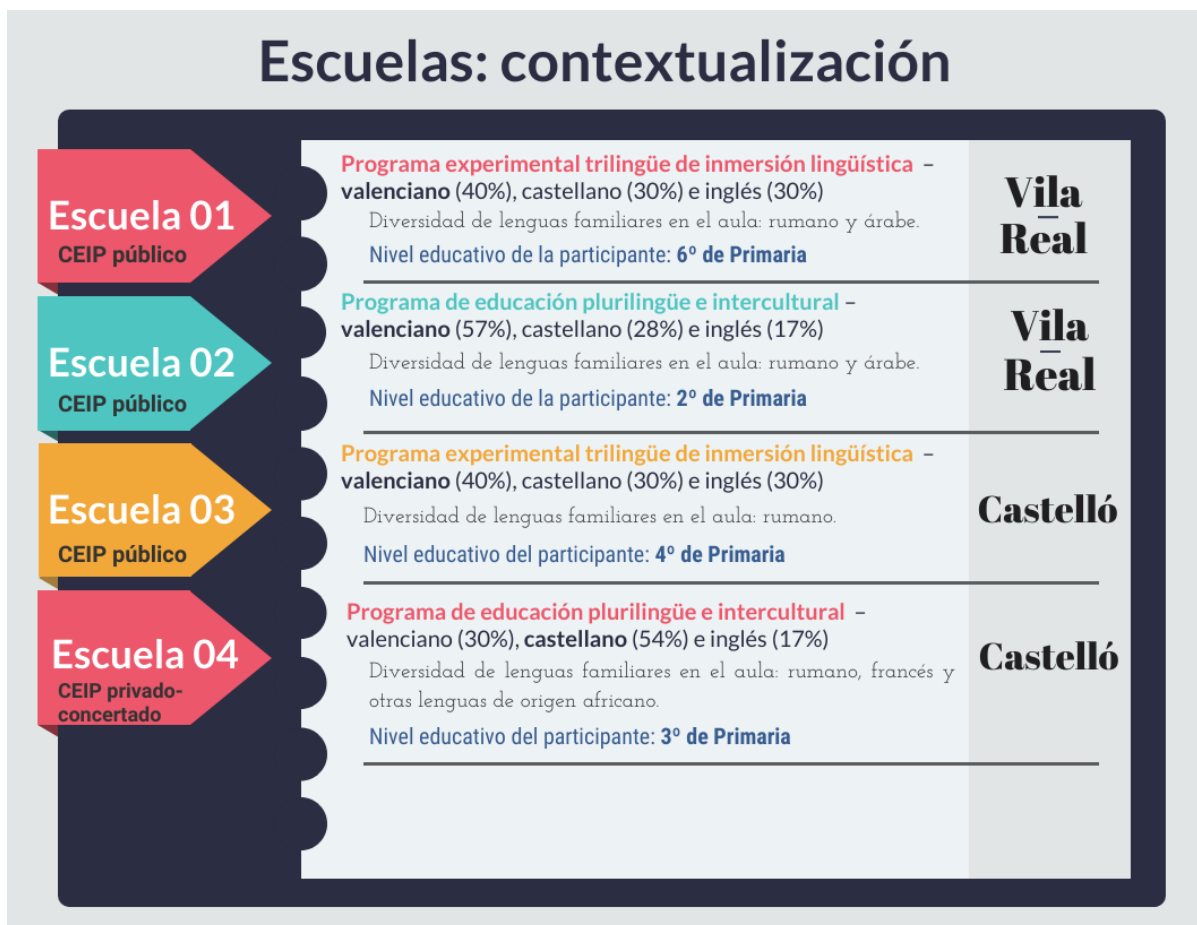 Escuelas: contextualización
Escuela 01
CEIP público
Programa experimental trilingüe de inmersión lingüística –
valenciano (40%), castellano (30%) e inglés (30%)
Diversidad de lenguas familiares en el aula: rumano y árabe.
Nivel educativo de la participante: 6º de Primaria
Vila
–
Real
Escuela 02
CEIP público
Programa de educación plurilingüe e intercultural –
valenciano (57%), castellano (28%) e inglés (17%)
Diversidad de lenguas familiares en el aula: rumano y árabe.
Nivel educativo de la participante: 2º de Primaria
Vila
–
Real
Escuela 03
CEIP público
Programa experimental trilingüe de inmersión lingüística –
valenciano (40%), castellano (30%) e inglés (30%)
Diversidad de lenguas familiares en el aula: rumano.
Nivel educativo del participante: 4º de Primaria
Castelló
Escuela 04
CEIP privado-
concertado
Programa de educación plurilingüe e intercultural –
valenciano (30%), castellano (54%) e inglés (17%)
Diversidad de lenguas familiares en el aula: rumano, francés y
otras lenguas de origen africano.
Nivel educativo del participante: 3º de Primaria
Castelló